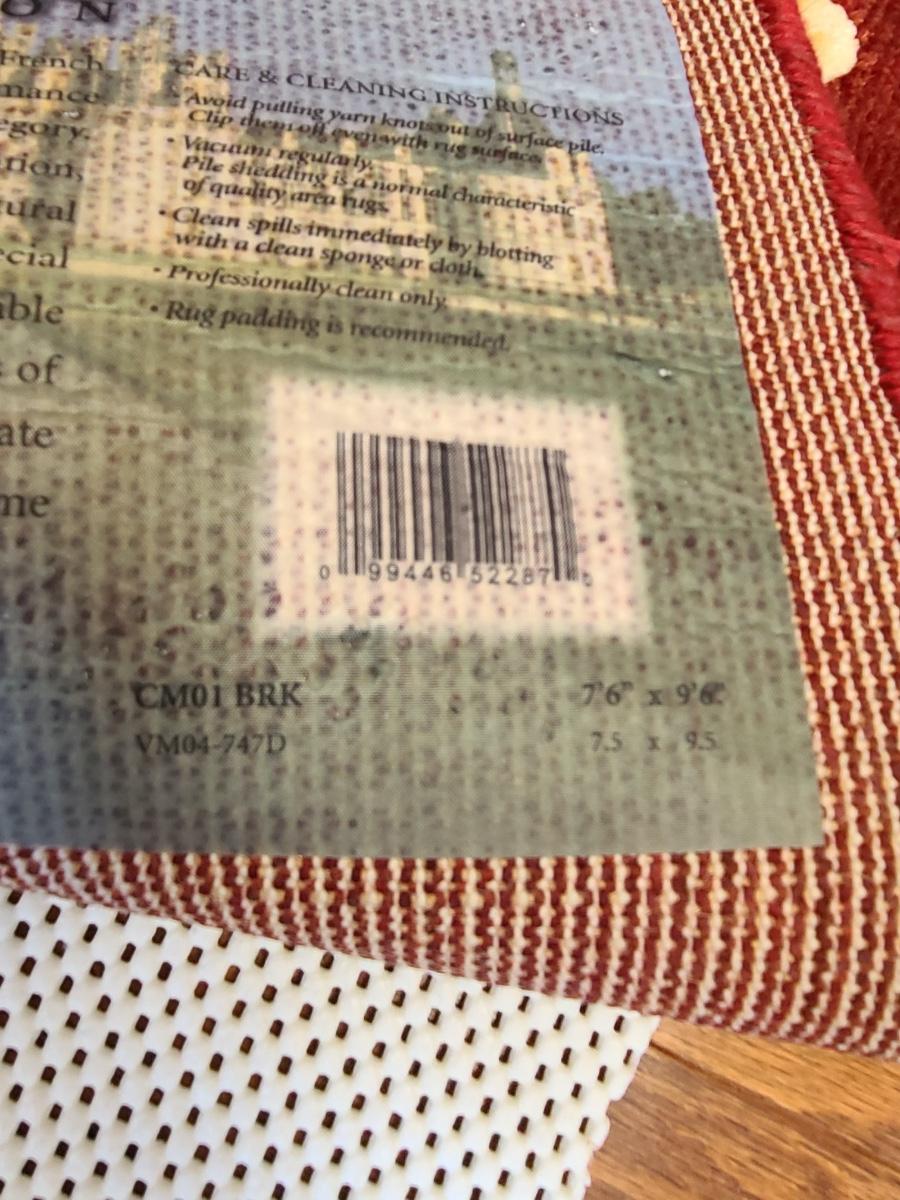 O N
French
CARE & CLEANING INSTRUCTIONS
Avoid pulling yarn knots out of surface pile.
Clip them off even with rug surface.
• Vacuum regularly.
Pile shedding is a normal characteristic
of quality area rugs.
• Clean spills immediately by blotting
with a clean sponge or cloth.
• Professionally clean only.
• Rug padding is recommended.
mance
egory.
tion,
tural
ecial
able
s of
ate
me
0 99446 52287
CM01 BRK 7'6" x 9'6"
VM04-747D 7.5 x 9.5